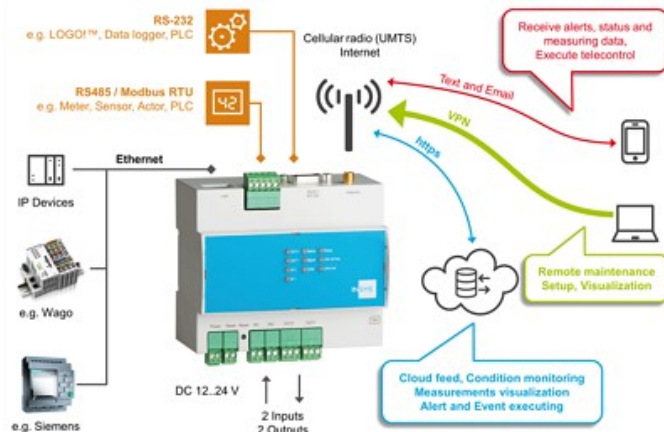 RS-232
e.g. LOGO!™, Data logger, PLC
Cellular radio (UMTS)
Internet
Receive alerts, status and
measuring data,
Execute telecontrol
RS485 / Modbus RTU
e.g. Meter, Sensor, Actor, PLC
42
Text and Email
VPN
https
Ethernet
IP Devices
e.g. Wago
INSYS
Remote maintenance
Setup, Visualization
DC 12..24 V
2 Inputs
2 Outputs
Cloud feed, Condition monitoring
Measurements visualization
Alert and Event executing
e.g. Siemens